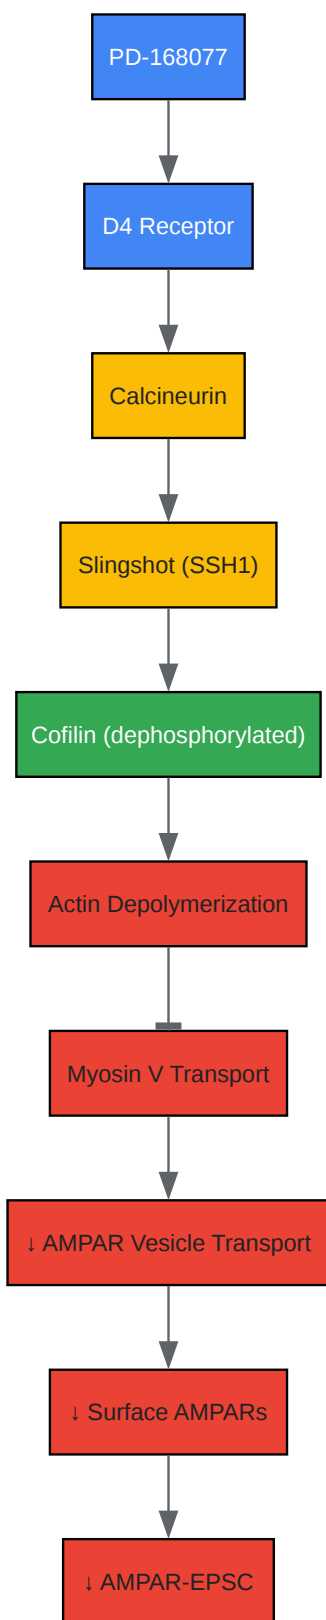 PD-168077
D4 Receptor
Calcineurin
Slingshot (SSH1)
Cofilin (dephosphorylated)
Actin Depolymerization
Myosin V Transport
↓ AMPAR Vesicle Transport
↓ Surface AMPARs
↓ AMPAR-EPSC